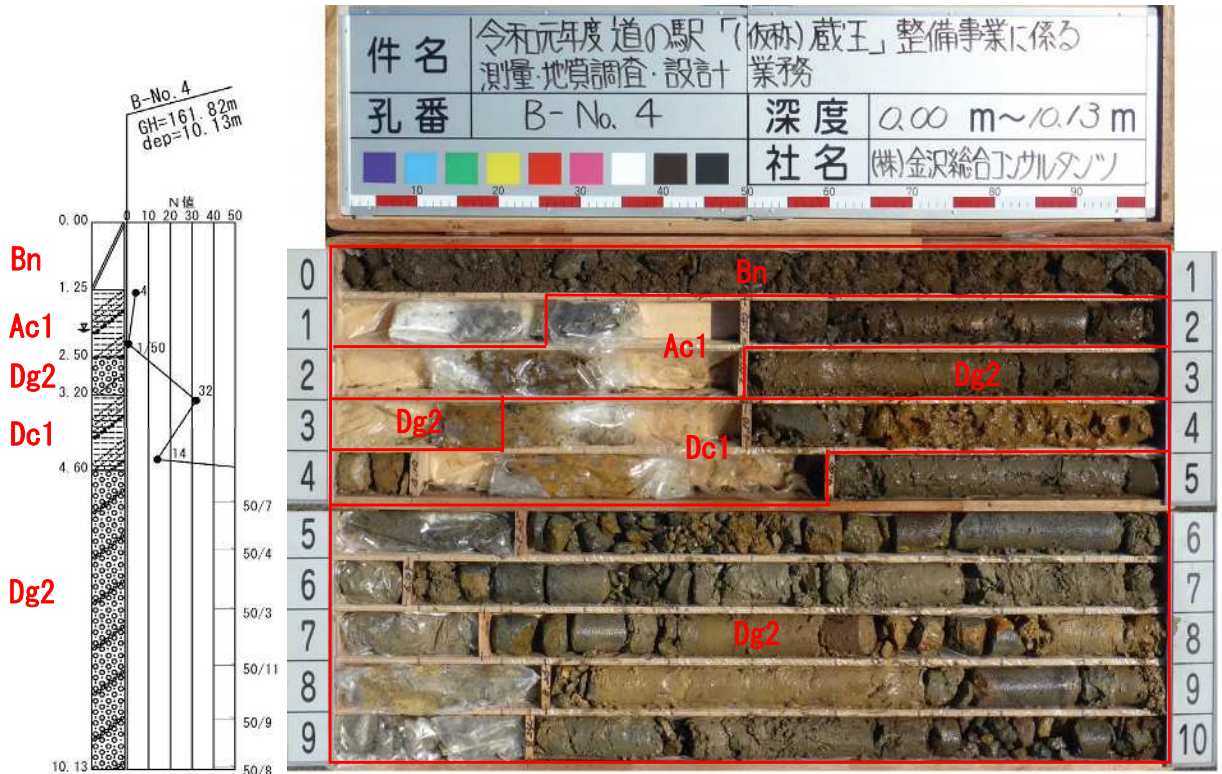 B-No. 4
GH=161.82m
dep=10.13m
N値
0 10 20 30 40 50
0.00
1.25
2.50
3.20
4.60
10.13
Bn
Ac1
Dg2
Dc1
Dg2
4
1/50
32
14
50/7
50/4
50/3
50/11
50/9
50/8
件名
令和元年度 道の駅「(仮称)蔵王」整備事業に係る
測量・地質調査・設計 業務
孔番 B-No. 4
深度 0.00 m～10.13 m
社名 (株)金沢総合コンサルタンツ
10 20 30 40 50 60 70 80 90
0 Bn 1
1 Ac1 2
2 Dg2 3
3 Dg2 Dc1 4
4 5
5 6
6 7
7 Dg2 8
8 9
9 10